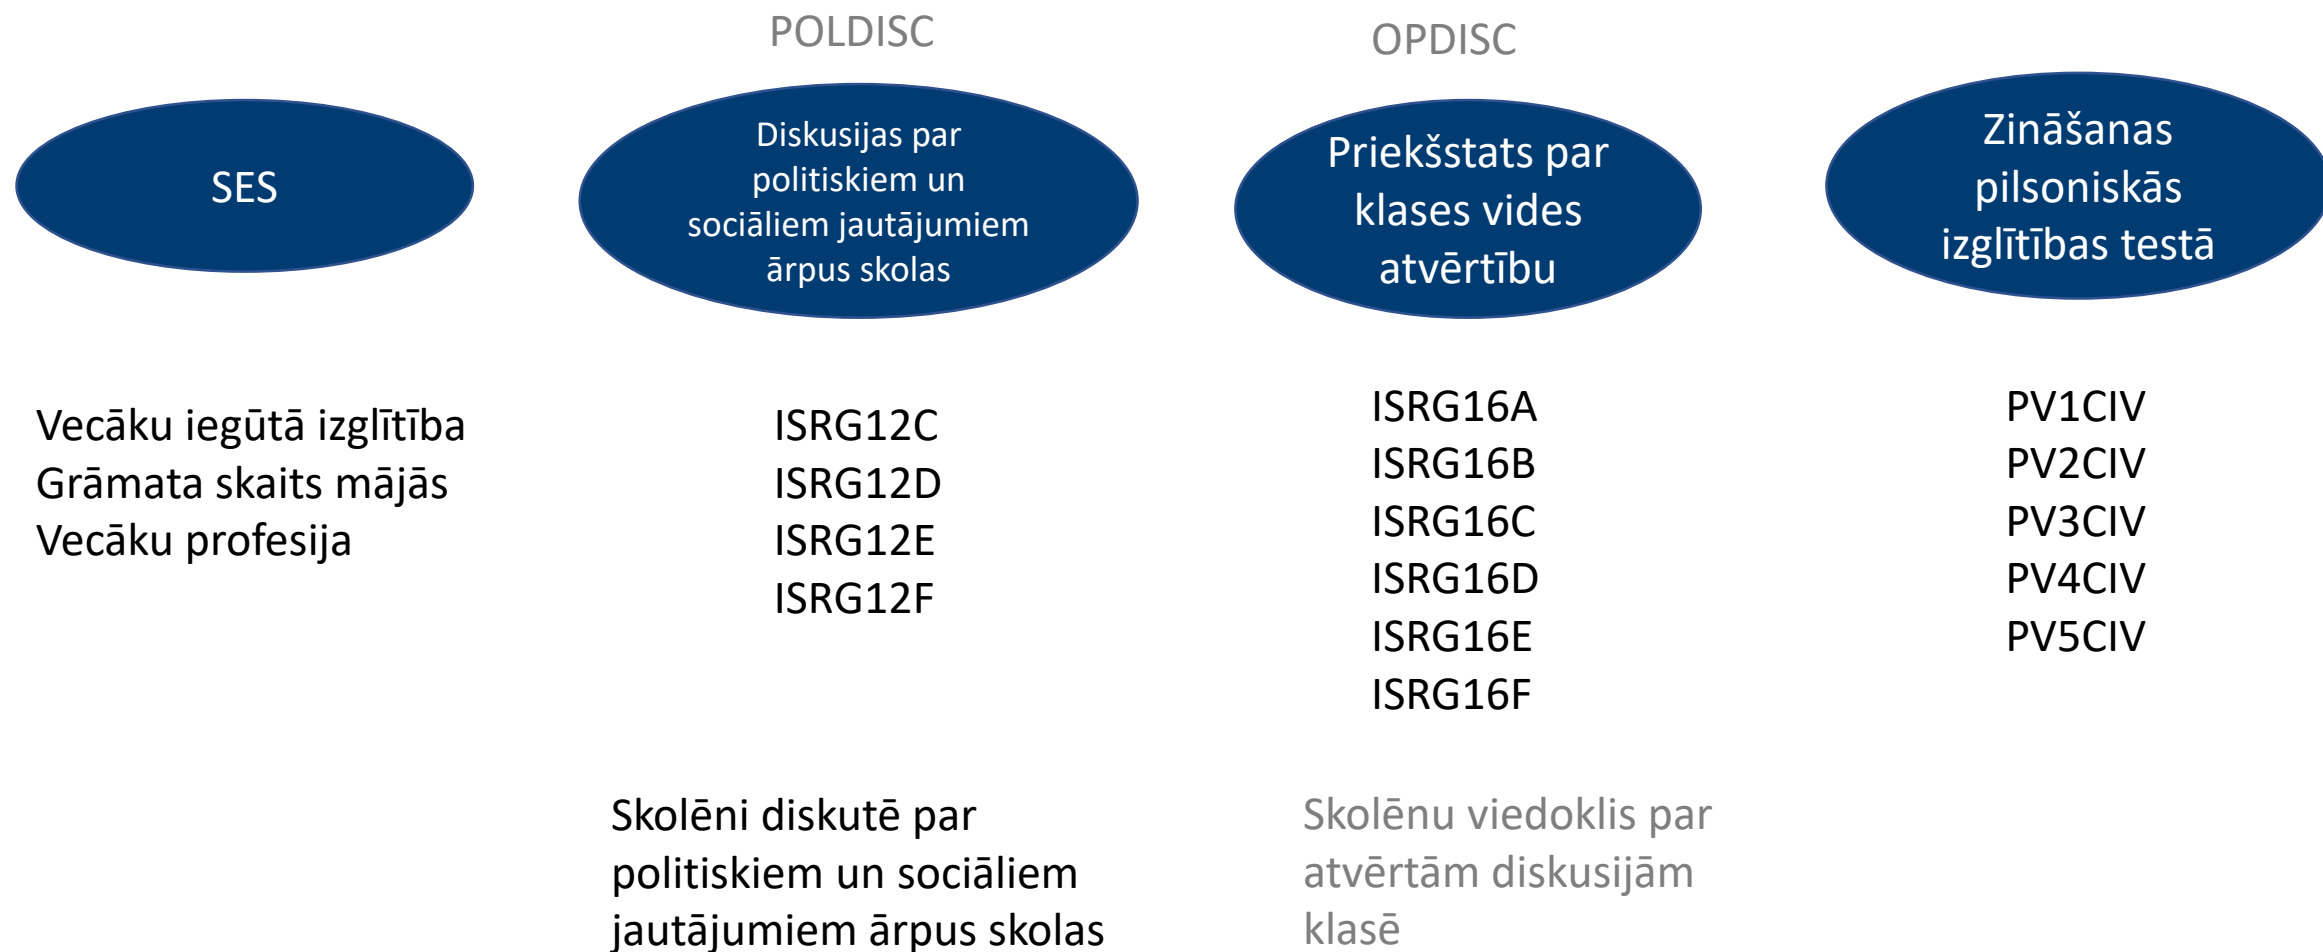 POLDISC
OPDISC
SES
Diskusijas par
politiskiem un
sociāliem jautājumiem
ārpus skolas
Priekšstats par
klases vides
atvērtību
Zināšanas
pilsoniskās
izglītības testā
Vecāku iegūtā izglītība
Grāmata skaits mājās
Vecāku profesija
ISRG12C
ISRG12D
ISRG12E
ISRG12F
ISRG16A
ISRG16B
ISRG16C
ISRG16D
ISRG16E
ISRG16F
PV1CIV
PV2CIV
PV3CIV
PV4CIV
PV5CIV
Skolēni diskutē par
politiskiem un sociāliem
jautājumiem ārpus skolas
Skolēnu viedoklis par
atvērtām diskusijām
klasē